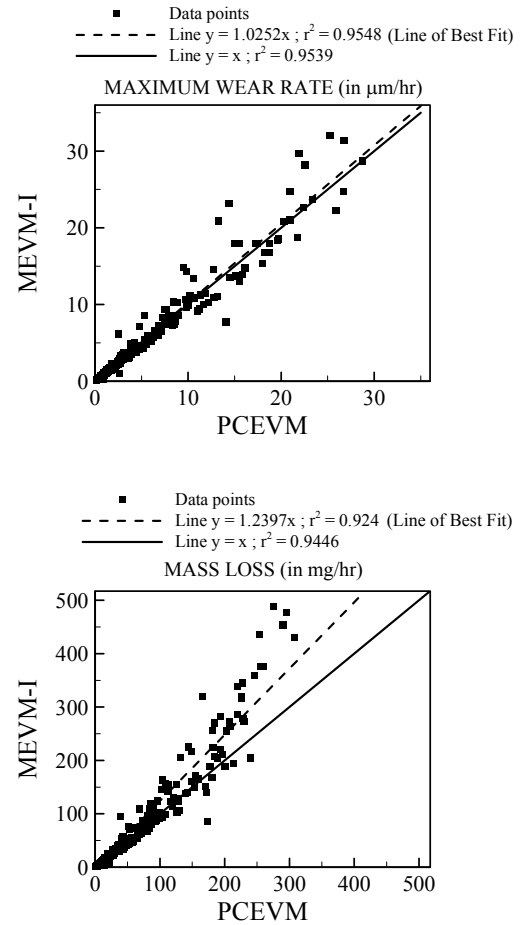 Data points
Line y = 1.0252x ; r² = 0.9548 (Line of Best Fit)
Line y = x ; r² = 0.9539
MAXIMUM WEAR RATE (in μm/hr)
MEVM-I
30
20
10
0
0 10 20 30
PCEVM
Data points
Line y = 1.2397x ; r² = 0.924 (Line of Best Fit)
Line y = x ; r² = 0.9446
MASS LOSS (in mg/hr)
MEVM-I
500
400
300
200
100
0
0 100 200 300 400 500
PCEVM